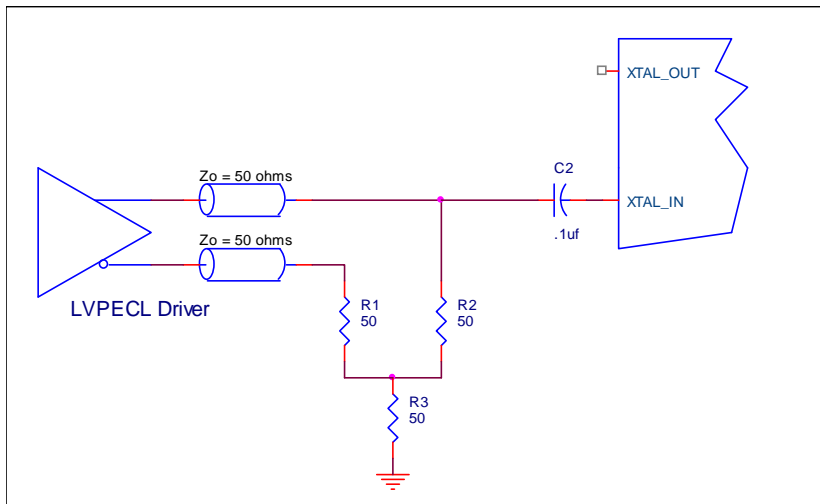 XTAL_OUT
Zo = 50 ohms
C2
XTAL_IN
.1uf
Zo = 50 ohms
LVPECL Driver
R1
50
R2
50
R3
50